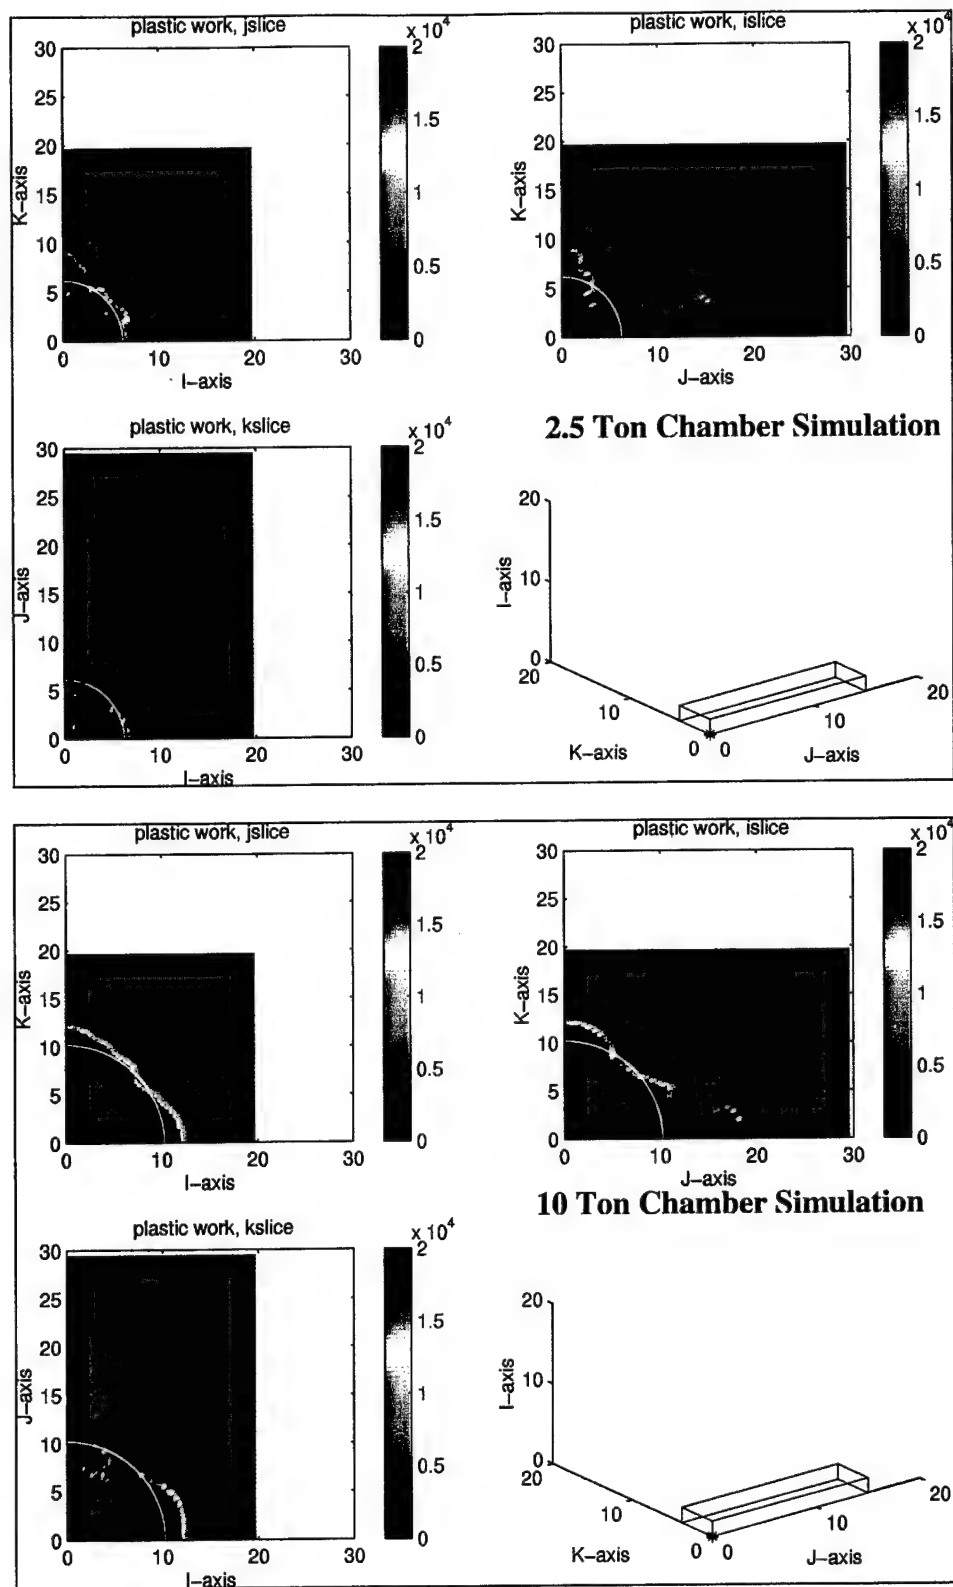 plastic work, jslice
x 10^4
30
25
20
15
10
5
0
K-axis
0 10 20 30
I-axis
2
1.5
1
0.5
0
plastic work, islice
x 10^4
30
25
20
15
10
5
0
K-axis
0 10 20 30
J-axis
2
1.5
1
0.5
0
plastic work, kslice
x 10^4
30
25
20
15
10
5
0
J-axis
0 10 20 30
I-axis
2
1.5
1
0.5
0
2.5 Ton Chamber Simulation
20
10
0
I-axis
20
10
0
K-axis
0
10
20
J-axis
plastic work, jslice
x 10^4
30
25
20
15
10
5
0
K-axis
0 10 20 30
I-axis
2
1.5
1
0.5
0
plastic work, islice
x 10^4
30
25
20
15
10
5
0
K-axis
0 10 20 30
J-axis
2
1.5
1
0.5
0
plastic work, kslice
x 10^4
30
25
20
15
10
5
0
J-axis
0 10 20 30
I-axis
2
1.5
1
0.5
0
10 Ton Chamber Simulation
20
10
0
I-axis
20
10
0
K-axis
0
10
20
J-axis